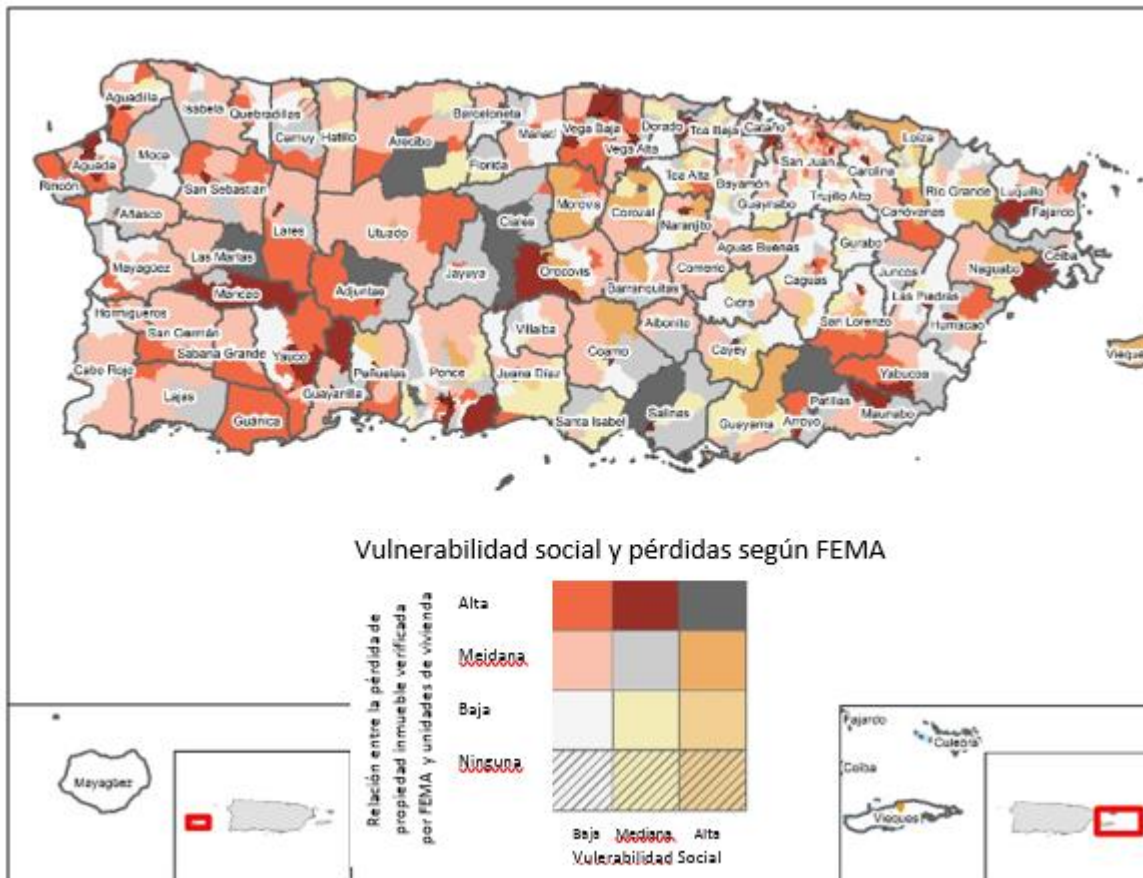 Aguadilla
Isabela
Quebradillas
Camuy
Hatillo
Arecibo
Barceloneta
Manatí
Vega Baja
Vega Alta
Dorado
Toa Baja
Cataño
San Juan
Carolina
Loiza
Aguada
Rincón
Moca
San Sebastián
Florida
Toa Alta
Bayamón
Guaynabo
Trujillo Alto
Canóvanas
Río Grande
Luquillo
Fajardo
Añasco
Lares
Utuado
Ciales
Morovis
Corozal
Naranjito
Aguas Buenas
Gurabo
Ceiba
Mayagüez
Las Marías
Maricao
Adjuntas
Jayuya
Orocovis
Barranquitas
Comerío
Cidra
Caguas
Juncos
Las Piedras
Naguabo
Humacao
Hormigueros
San Germán
Sabana Grande
Yauco
Villalba
Coamo
Aibonito
Cayey
San Lorenzo
Yabucoa
Vieques
Cabo Rojo
Lajas
Guánica
Guayanilla
Peñuelas
Ponce
Juana Díaz
Santa Isabel
Salinas
Guayama
Arroyo
Patillas
Maunabo
Vulnerabilidad social y pérdidas según FEMA
Relación entre la pérdida de
propiedad inmueble verificada
por FEMA y unidades de vivienda
Alta
Meidana
Baja
Ninguna
Baja Mediana Alta
Vulerabilidad Social
Mayagüez
Fajardo
Culebra
Ceiba
Vieques